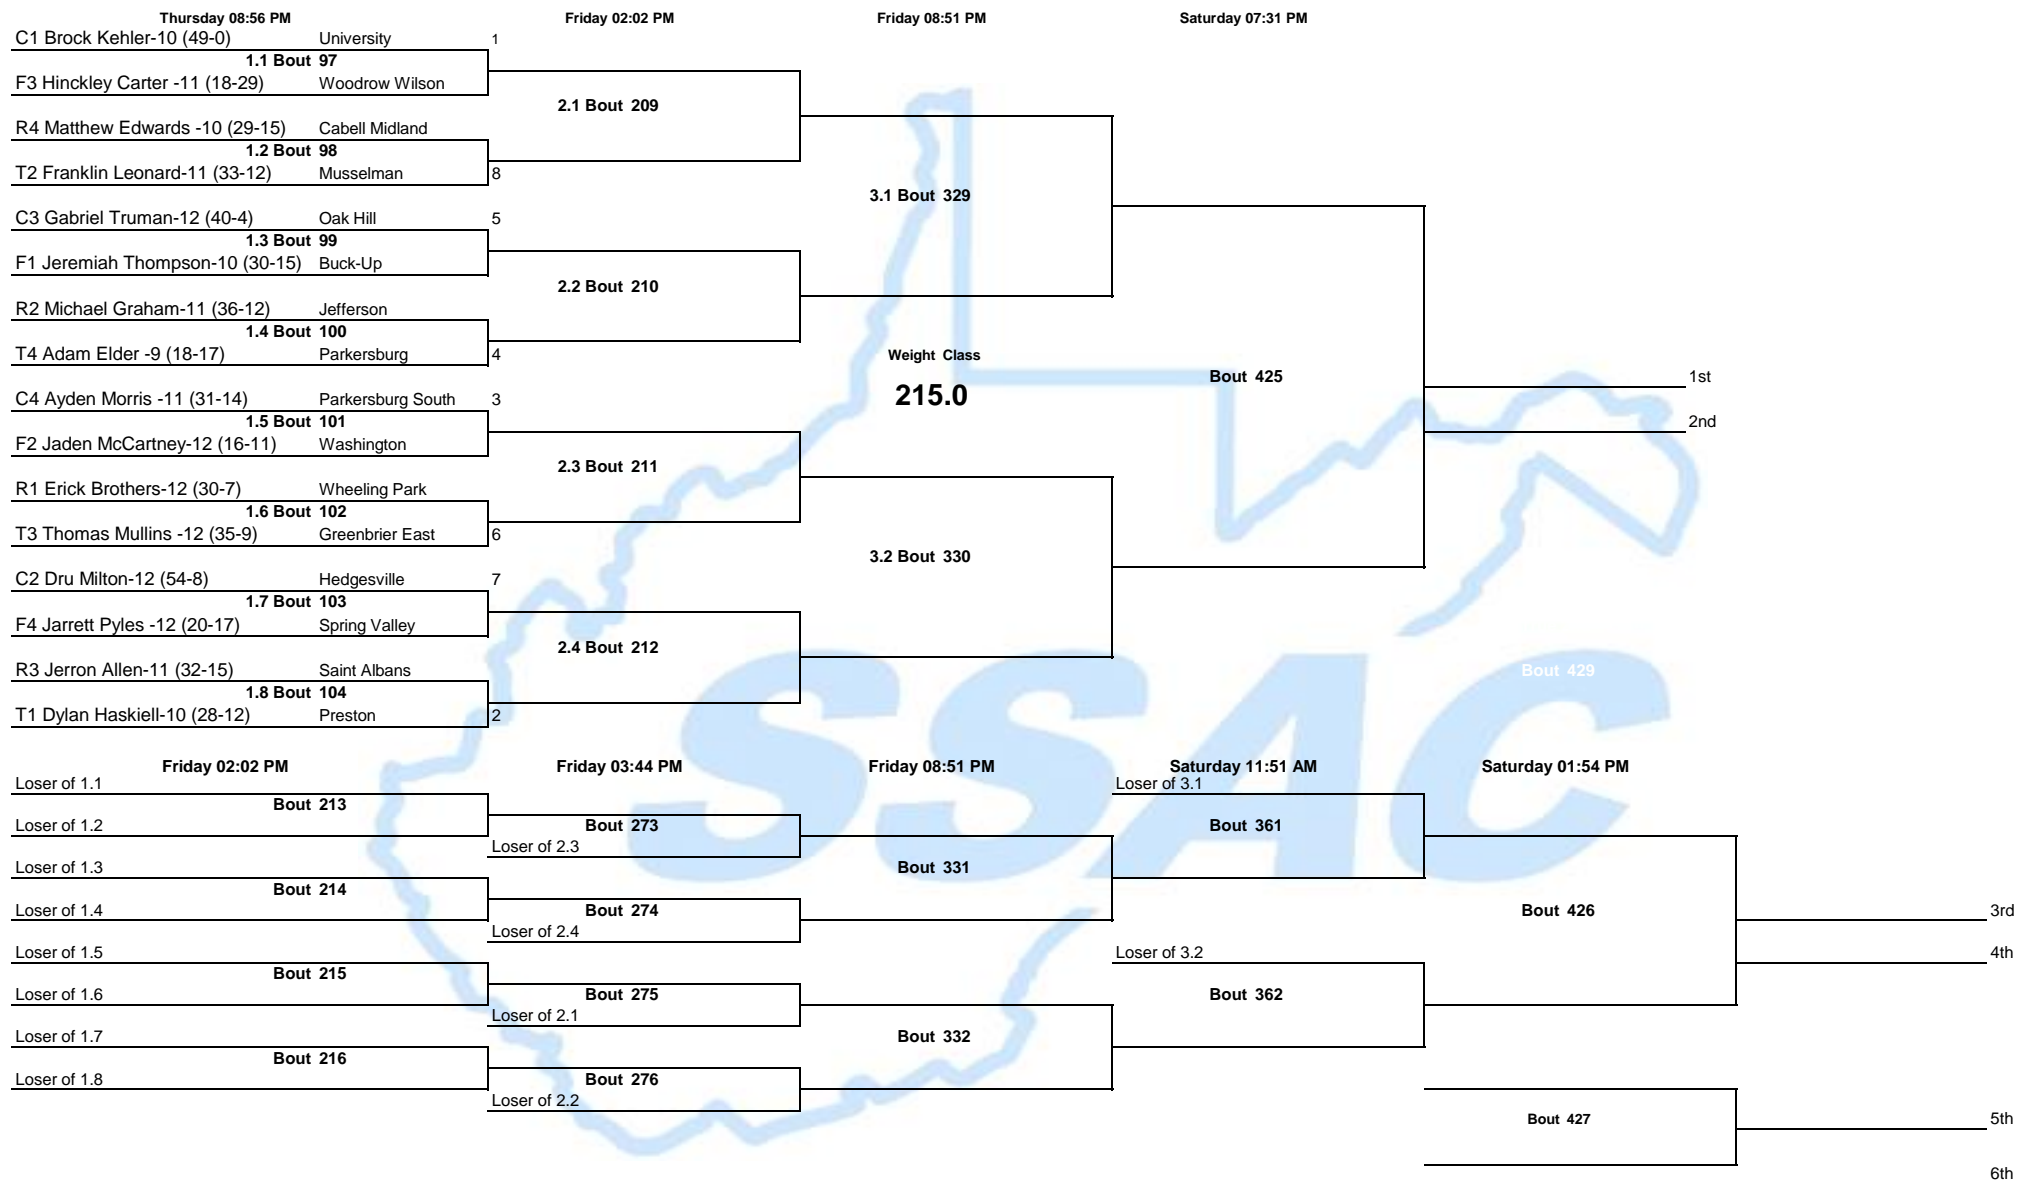 Thursday 08:56 PM Friday 02:02 PM Friday 08:51 PM Saturday 07:31 PM
C1 Brock Kehler-10 (49-0) University 1
1.1 Bout 97
F3 Hinckley Carter -11 (18-29) Woodrow Wilson
2.1 Bout 209
R4 Matthew Edwards -10 (29-15) Cabell Midland
1.2 Bout 98
T2 Franklin Leonard-11 (33-12) Musselman 8
3.1 Bout 329
C3 Gabriel Truman-12 (40-4) Oak Hill 5
1.3 Bout 99
F1 Jeremiah Thompson-10 (30-15) Buck-Up
2.2 Bout 210
R2 Michael Graham-11 (36-12) Jefferson
1.4 Bout 100
T4 Adam Elder -9 (18-17) Parkersburg 4
Weight Class
Bout 425
1st
215.0
C4 Ayden Morris -11 (31-14) Parkersburg South 3
1.5 Bout 101
2nd
F2 Jaden McCartney-12 (16-11) Washington
2.3 Bout 211
R1 Erick Brothers-12 (30-7) Wheeling Park
1.6 Bout 102
T3 Thomas Mullins -12 (35-9) Greenbrier East 6
3.2 Bout 330
C2 Dru Milton-12 (54-8) Hedgesville 7
1.7 Bout 103
F4 Jarrett Pyles -12 (20-17) Spring Valley
2.4 Bout 212
R3 Jerron Allen-11 (32-15) Saint Albans
Bout 429
1.8 Bout 104
T1 Dylan Haskiell-10 (28-12) Preston 2
SSAC
Friday 02:02 PM Friday 03:44 PM Friday 08:51 PM Saturday 11:51 AM Saturday 01:54 PM
Loser of 1.1 Loser of 3.1
Bout 213
Loser of 1.2 Bout 273 Bout 361
Loser of 2.3
Loser of 1.3 Bout 331
Bout 214
Loser of 1.4 Bout 274 Bout 426 3rd
Loser of 2.4
Loser of 1.5 Loser of 3.2 4th
Bout 215
Loser of 1.6 Bout 275 Bout 362
Loser of 2.1
Loser of 1.7 Bout 332
Bout 216
Loser of 1.8 Bout 276
Loser of 2.2
Bout 427 5th
6th